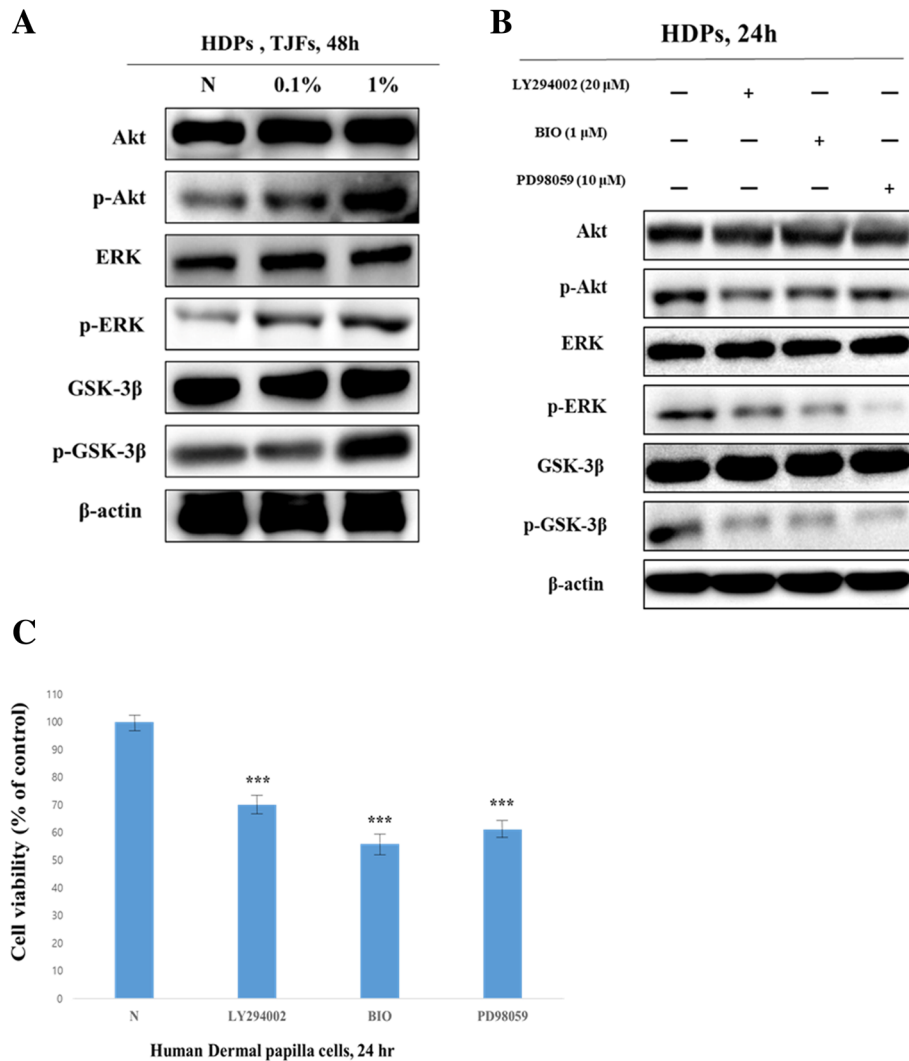 A
HDPs , TJFs, 48h
N 0.1% 1%
Akt
p-Akt
ERK
p-ERK
GSK-3β
p-GSK-3β
β-actin
B
HDPs, 24h
LY294002 (20 μM) — + — —
BIO (1 μM) — — + —
PD98059 (10 μM) — — — +
Akt
p-Akt
ERK
p-ERK
GSK-3β
p-GSK-3β
β-actin
C
Cell viability (% of control)
110
100
90
80
70
60
50
40
30
20
10
0
***
***
***
N LY294002 BIO PD98059
Human Dermal papilla cells, 24 hr